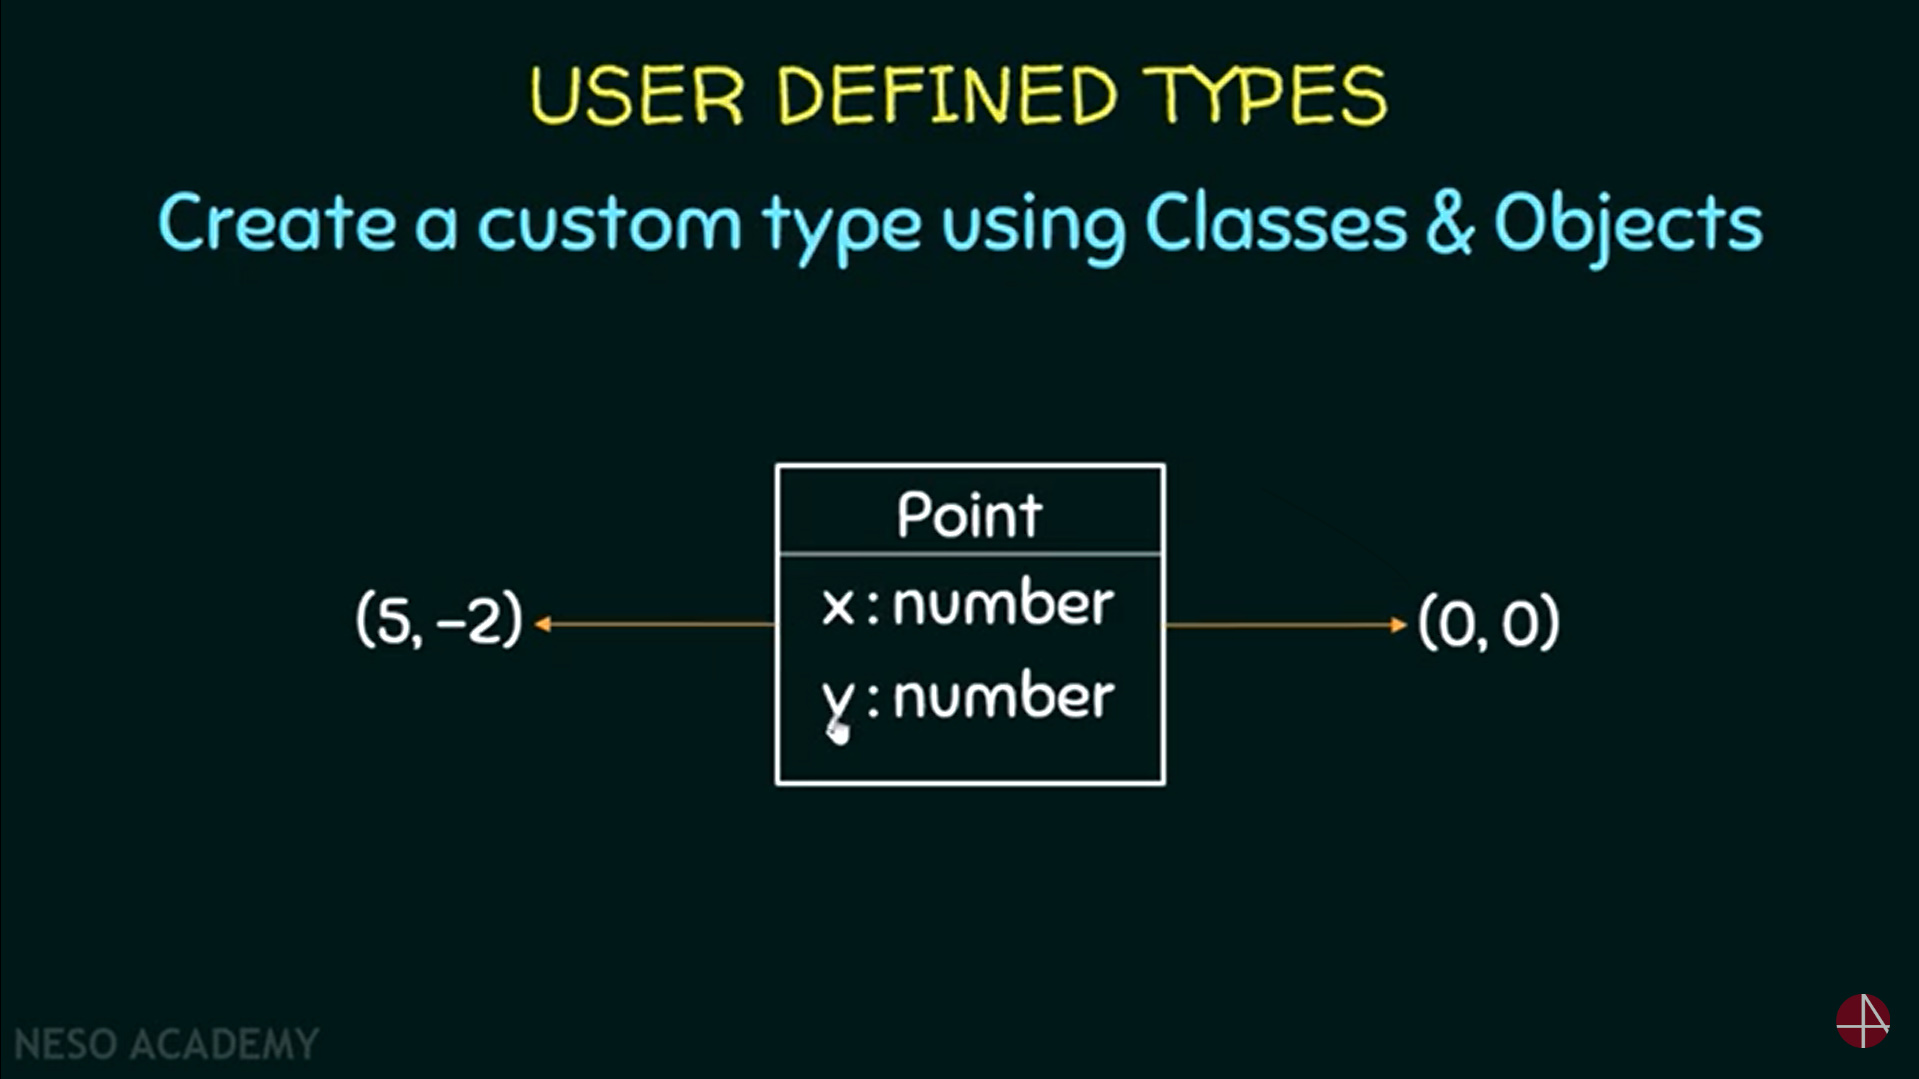 USER DEFINED TYPES
Create a custom type using Classes & Objects
Point
x : number
y : number
(5, -2)
(0, 0)
NESO ACADEMY